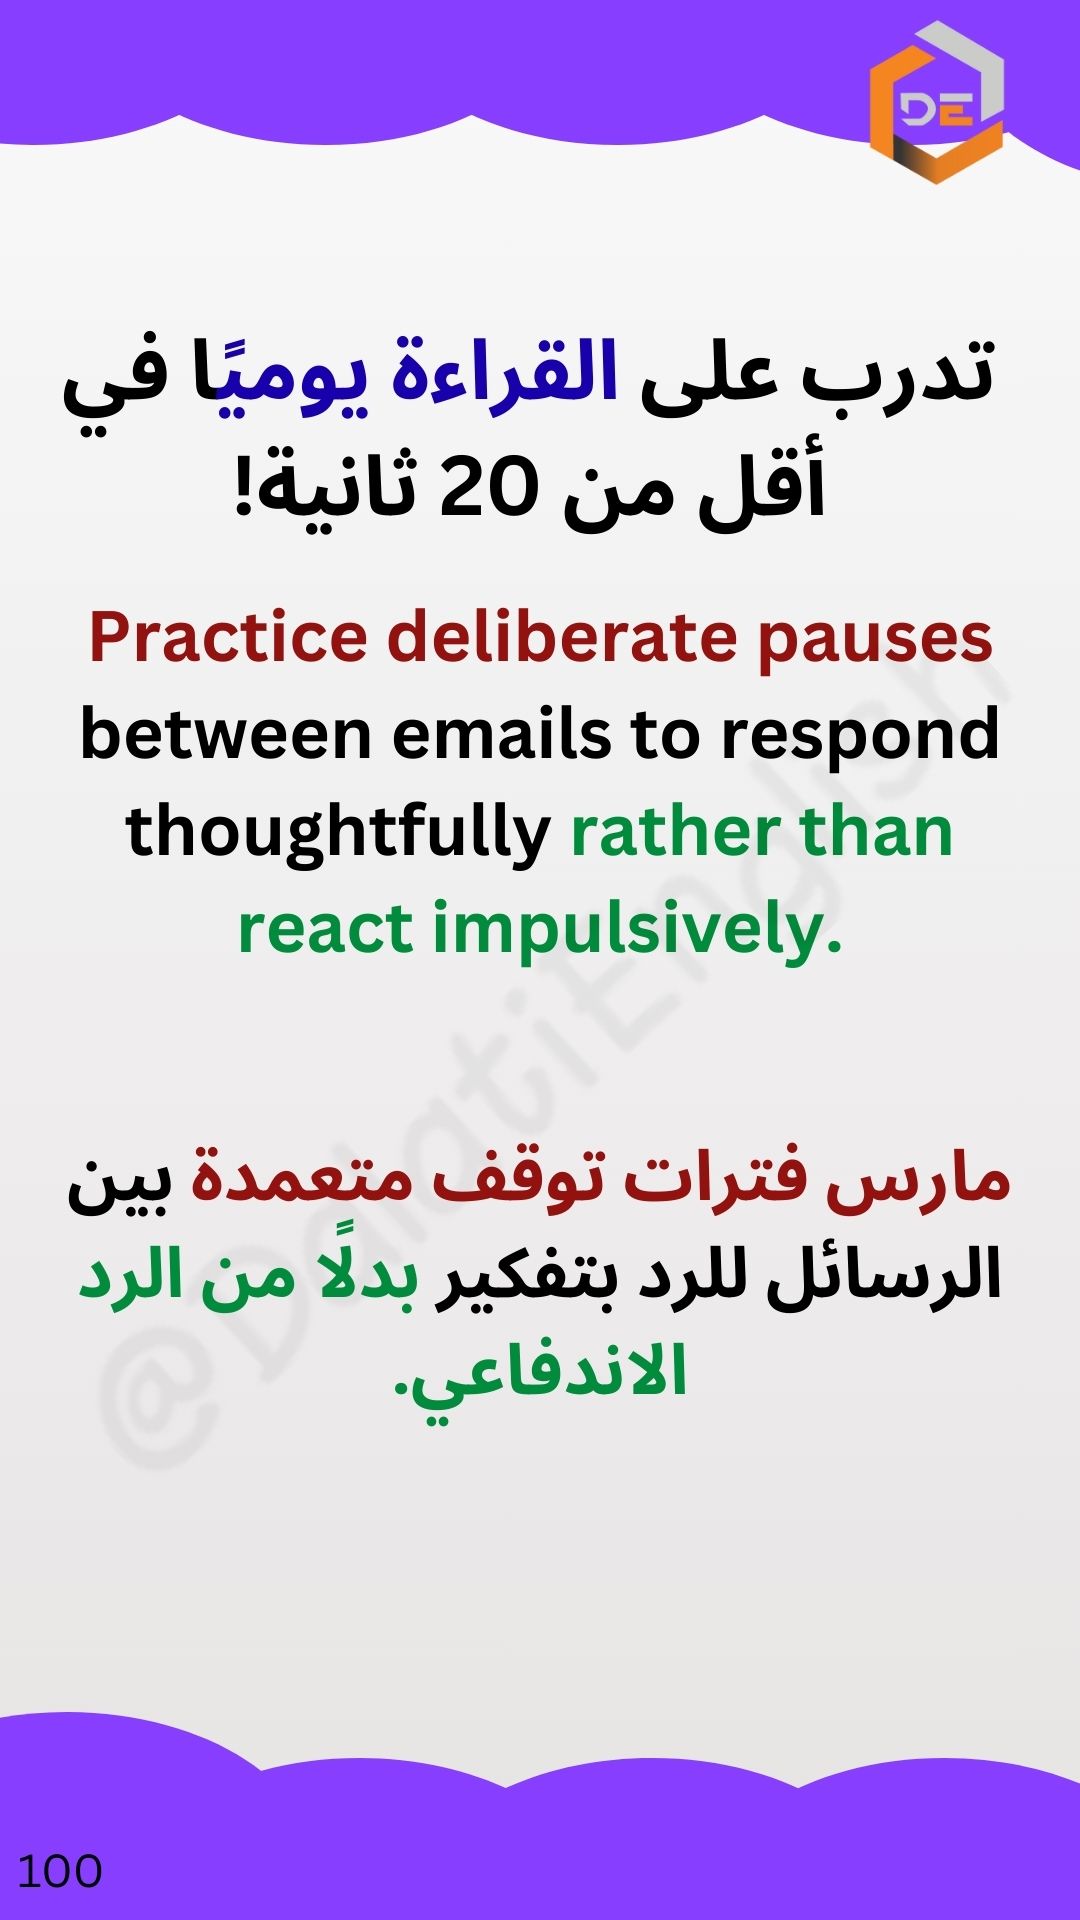 DE
تدرب على القراءة يوميًا في
أقل من 20 ثانية!
Practice deliberate pauses
between emails to respond
thoughtfully rather than
react impulsively.
@DalatiEnglish
مارس فترات توقف متعمدة بين
الرسائل للرد بتفكير بدلًا من الرد
الاندفاعي.
100